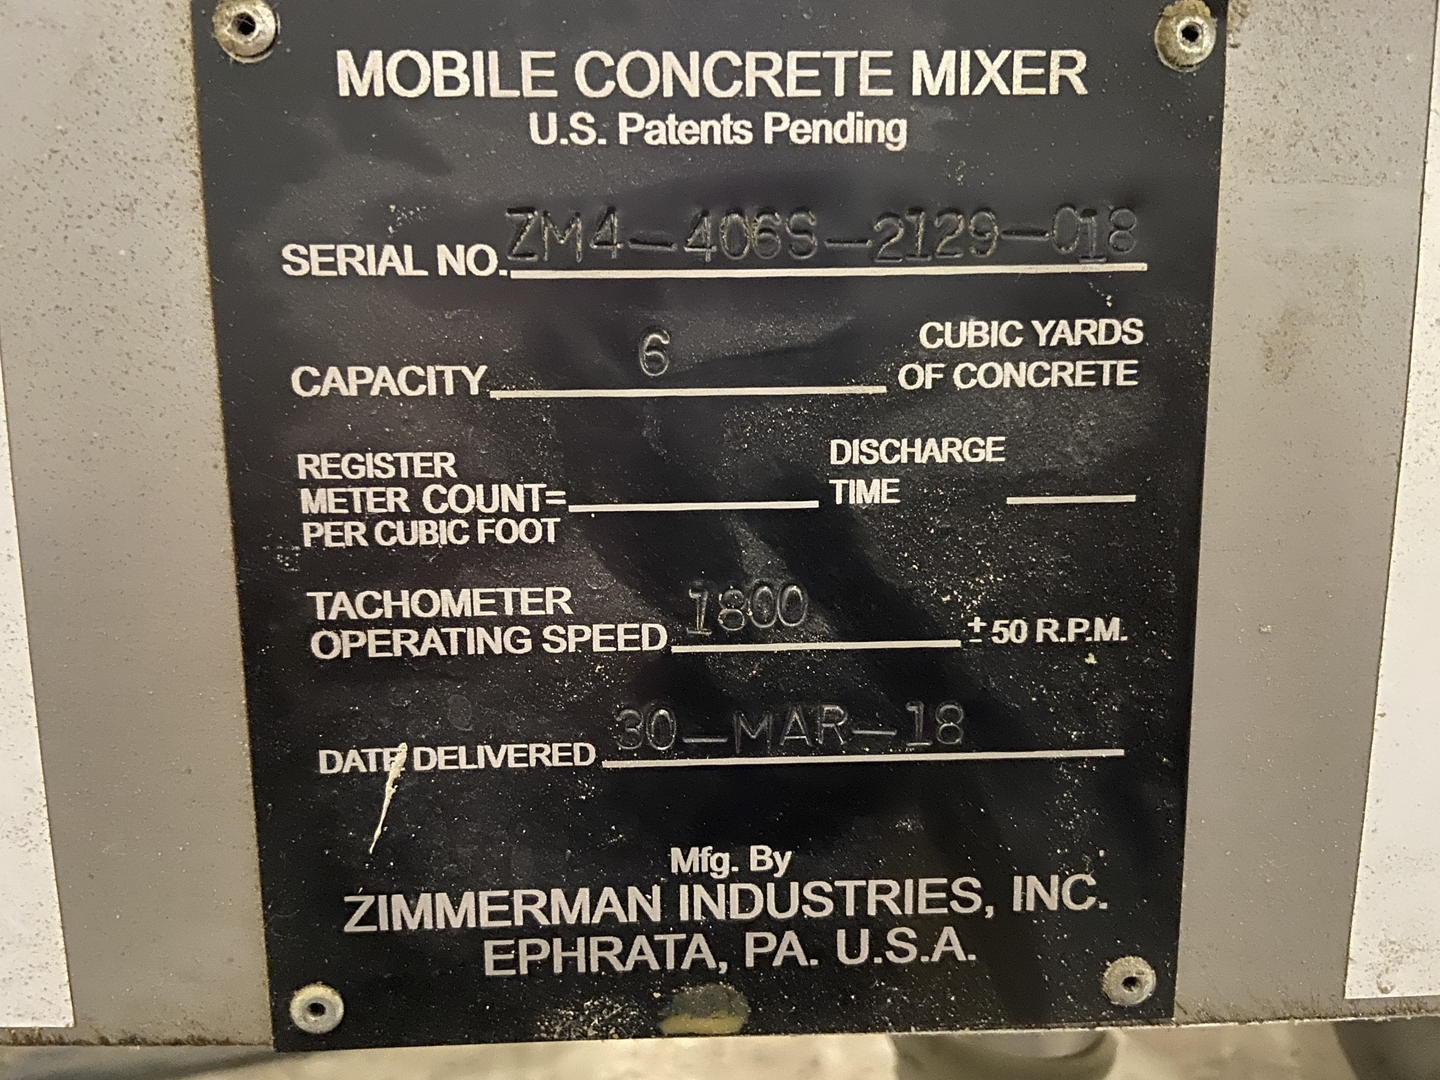 MOBILE CONCRETE MIXER
U.S. Patents Pending
SERIAL NO. ZM4-406S-2129-018
CAPACITY 6 CUBIC YARDS
OF CONCRETE
REGISTER
METER COUNT=
PER CUBIC FOOT
DISCHARGE
TIME
TACHOMETER
OPERATING SPEED 1800 ± 50 R.P.M.
DATE DELIVERED 30-MAR-18
Mfg. By
ZIMMERMAN INDUSTRIES, INC.
EPHRATA, PA. U.S.A.